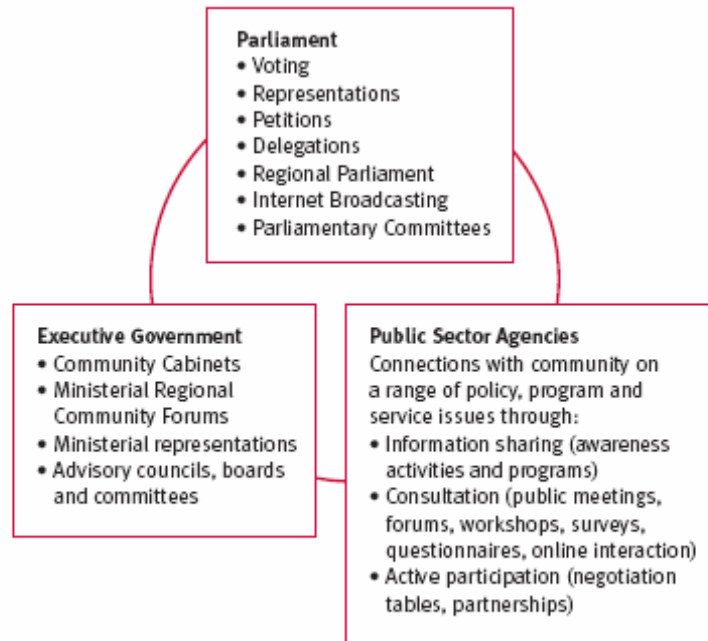 Parliament
• Voting
• Representations
• Petitions
• Delegations
• Regional Parliament
• Internet Broadcasting
• Parliamentary Committees
Executive Government
• Community Cabinets
• Ministerial Regional
Community Forums
• Ministerial representations
• Advisory councils, boards
and committees
Public Sector Agencies
Connections with community on
a range of policy, program and
service issues through:
• Information sharing (awareness
activities and programs)
• Consultation (public meetings,
forums, workshops, surveys,
questionnaires, online interaction)
• Active participation (negotiation
tables, partnerships)